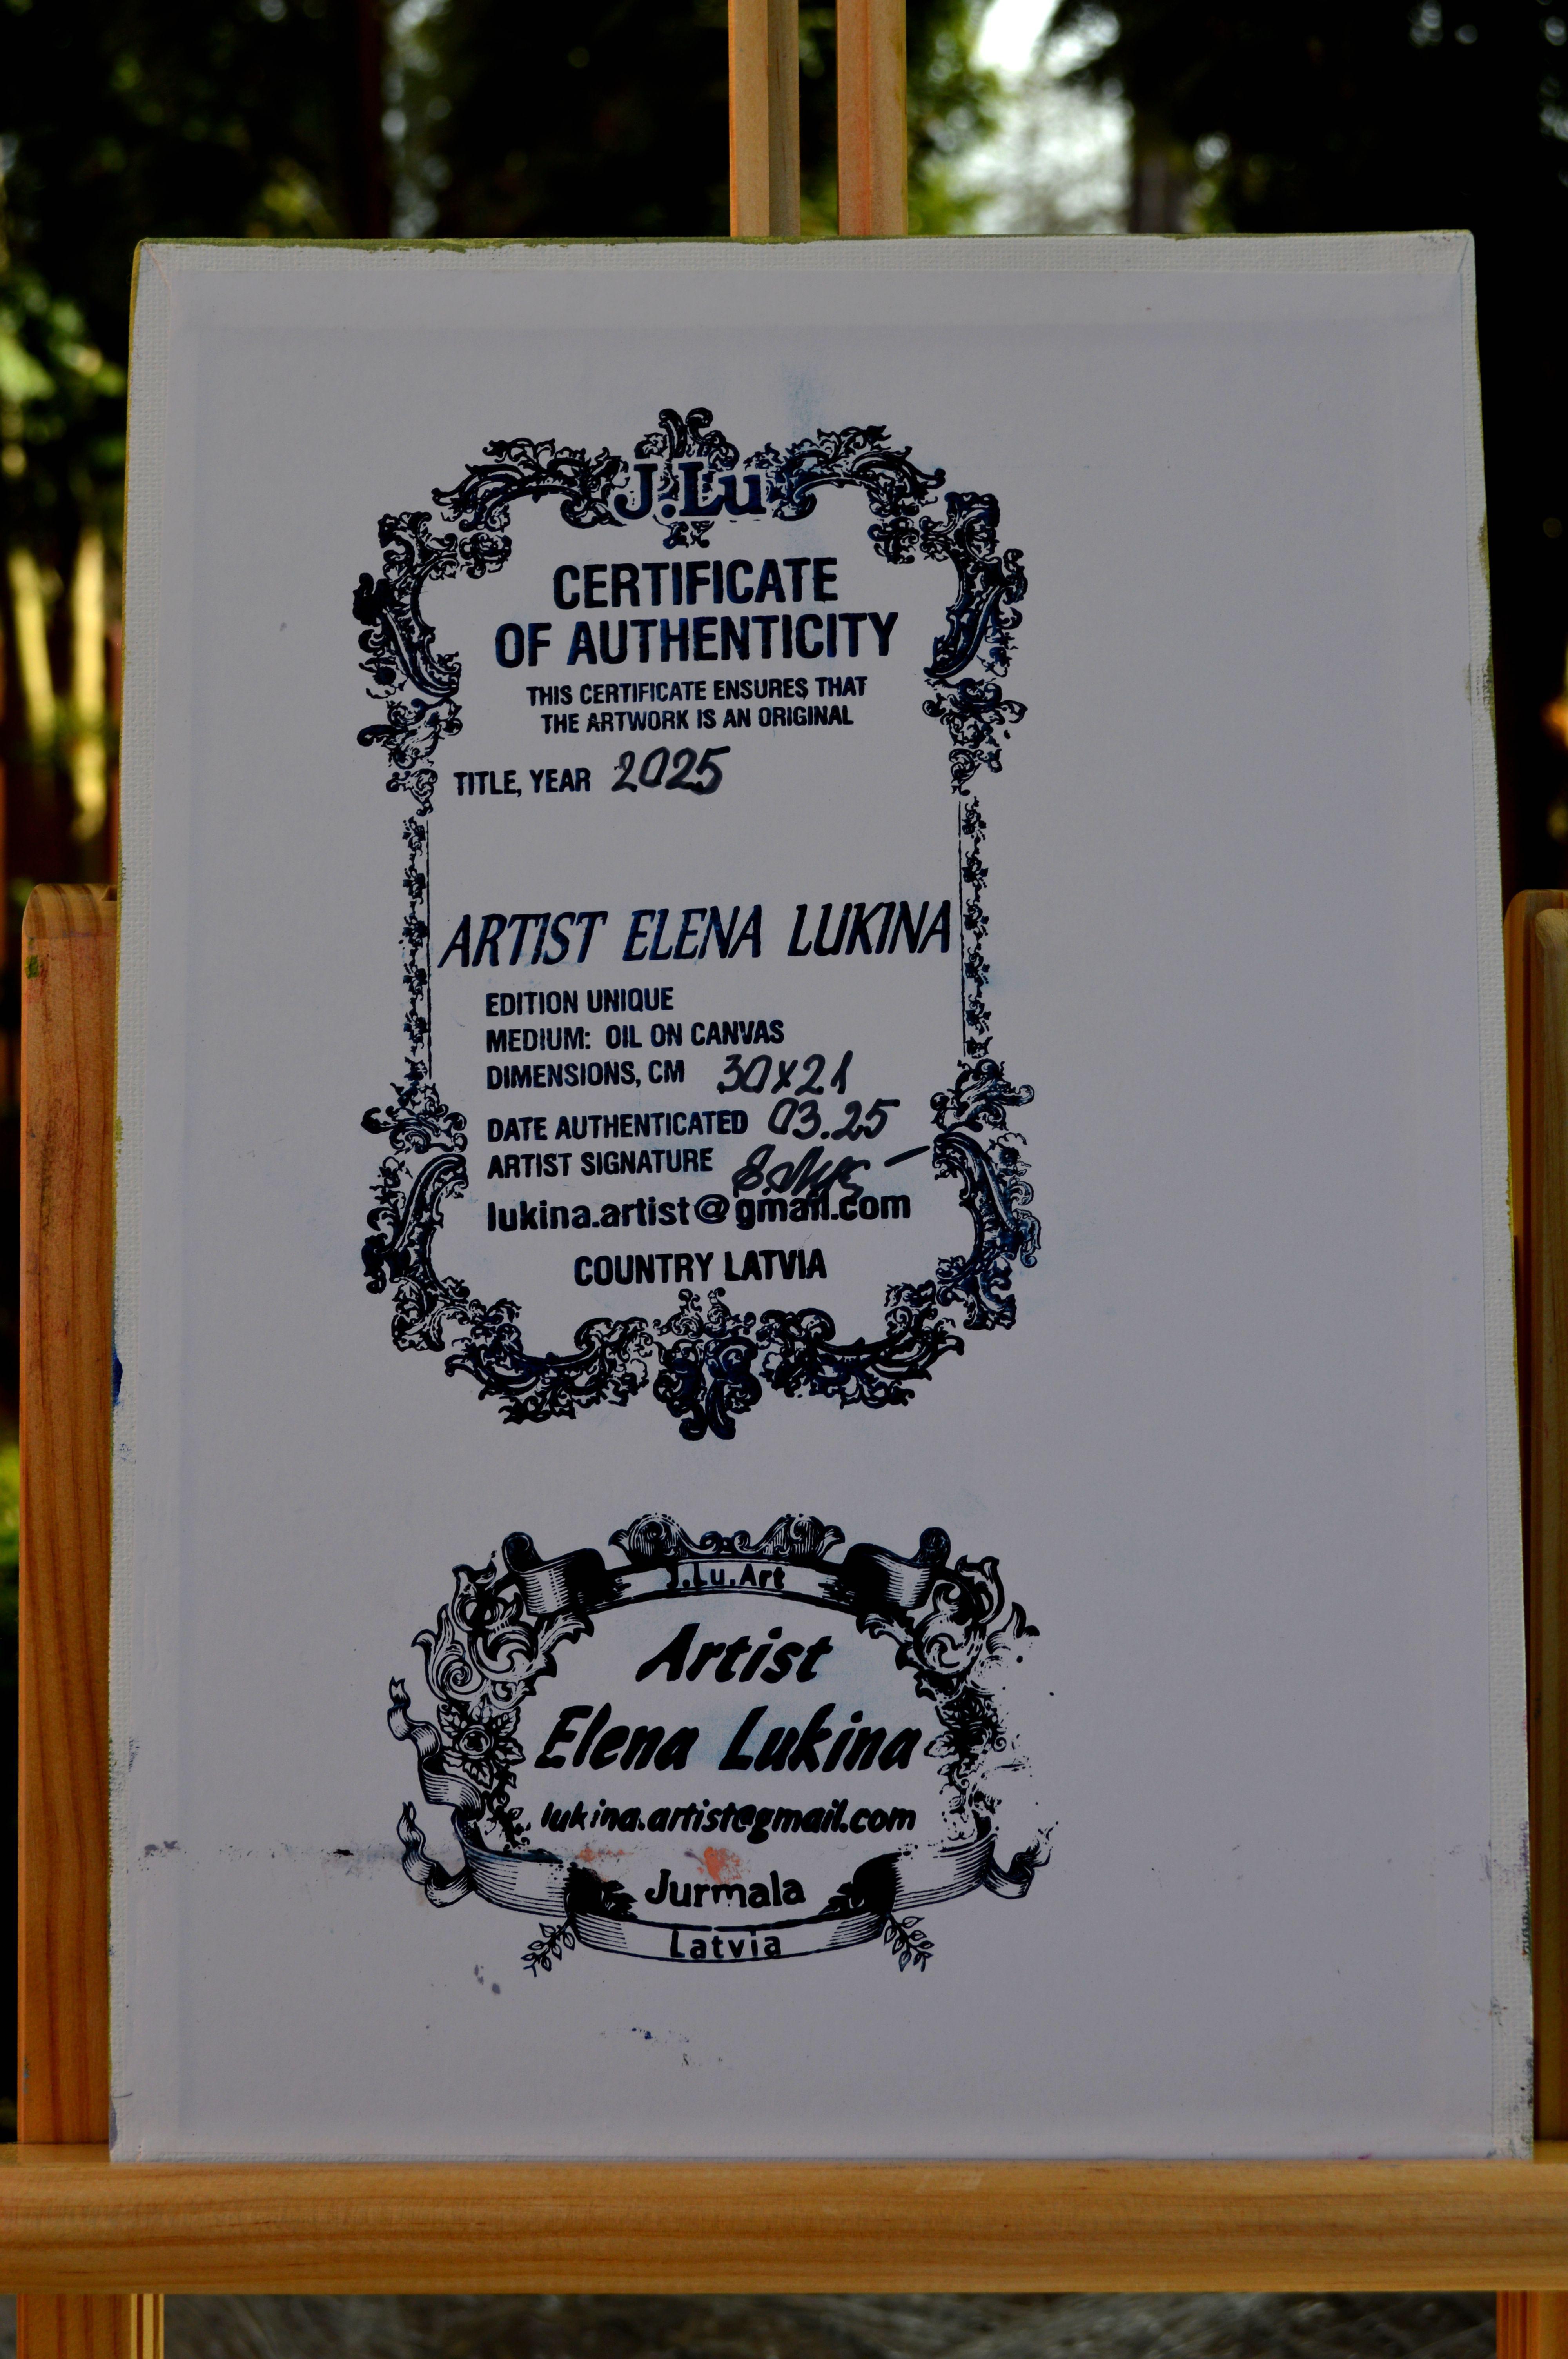 J.Lu
CERTIFICATE
OF AUTHENTICITY
THIS CERTIFICATE ENSURES THAT
THE ARTWORK IS AN ORIGINAL
TITLE, YEAR 2025
ARTIST ELENA LUKINA
EDITION UNIQUE
MEDIUM: OIL ON CANVAS
DIMENSIONS, CM 30x21
DATE AUTHENTICATED 03.25
ARTIST SIGNATURE
lukina.artist@gmail.com
COUNTRY LATVIA
J.Lu.Art
Artist
Elena Lukina
lukina.artist@gmail.com
Jurmala
Latvia